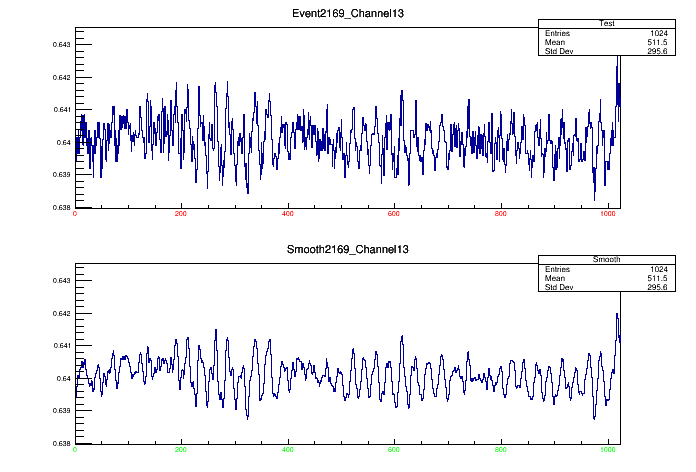 Event2169_Channel13
Test
Entries 1024
Mean 511.5
Std Dev 295.6
0.643
0.642
0.641
0.64
0.639
0.638
0 200 400 600 800 1000
Smooth2169_Channel13
Smooth
Entries 1024
Mean 511.5
Std Dev 295.6
0.643
0.642
0.641
0.64
0.639
0.638
0 200 400 600 800 1000